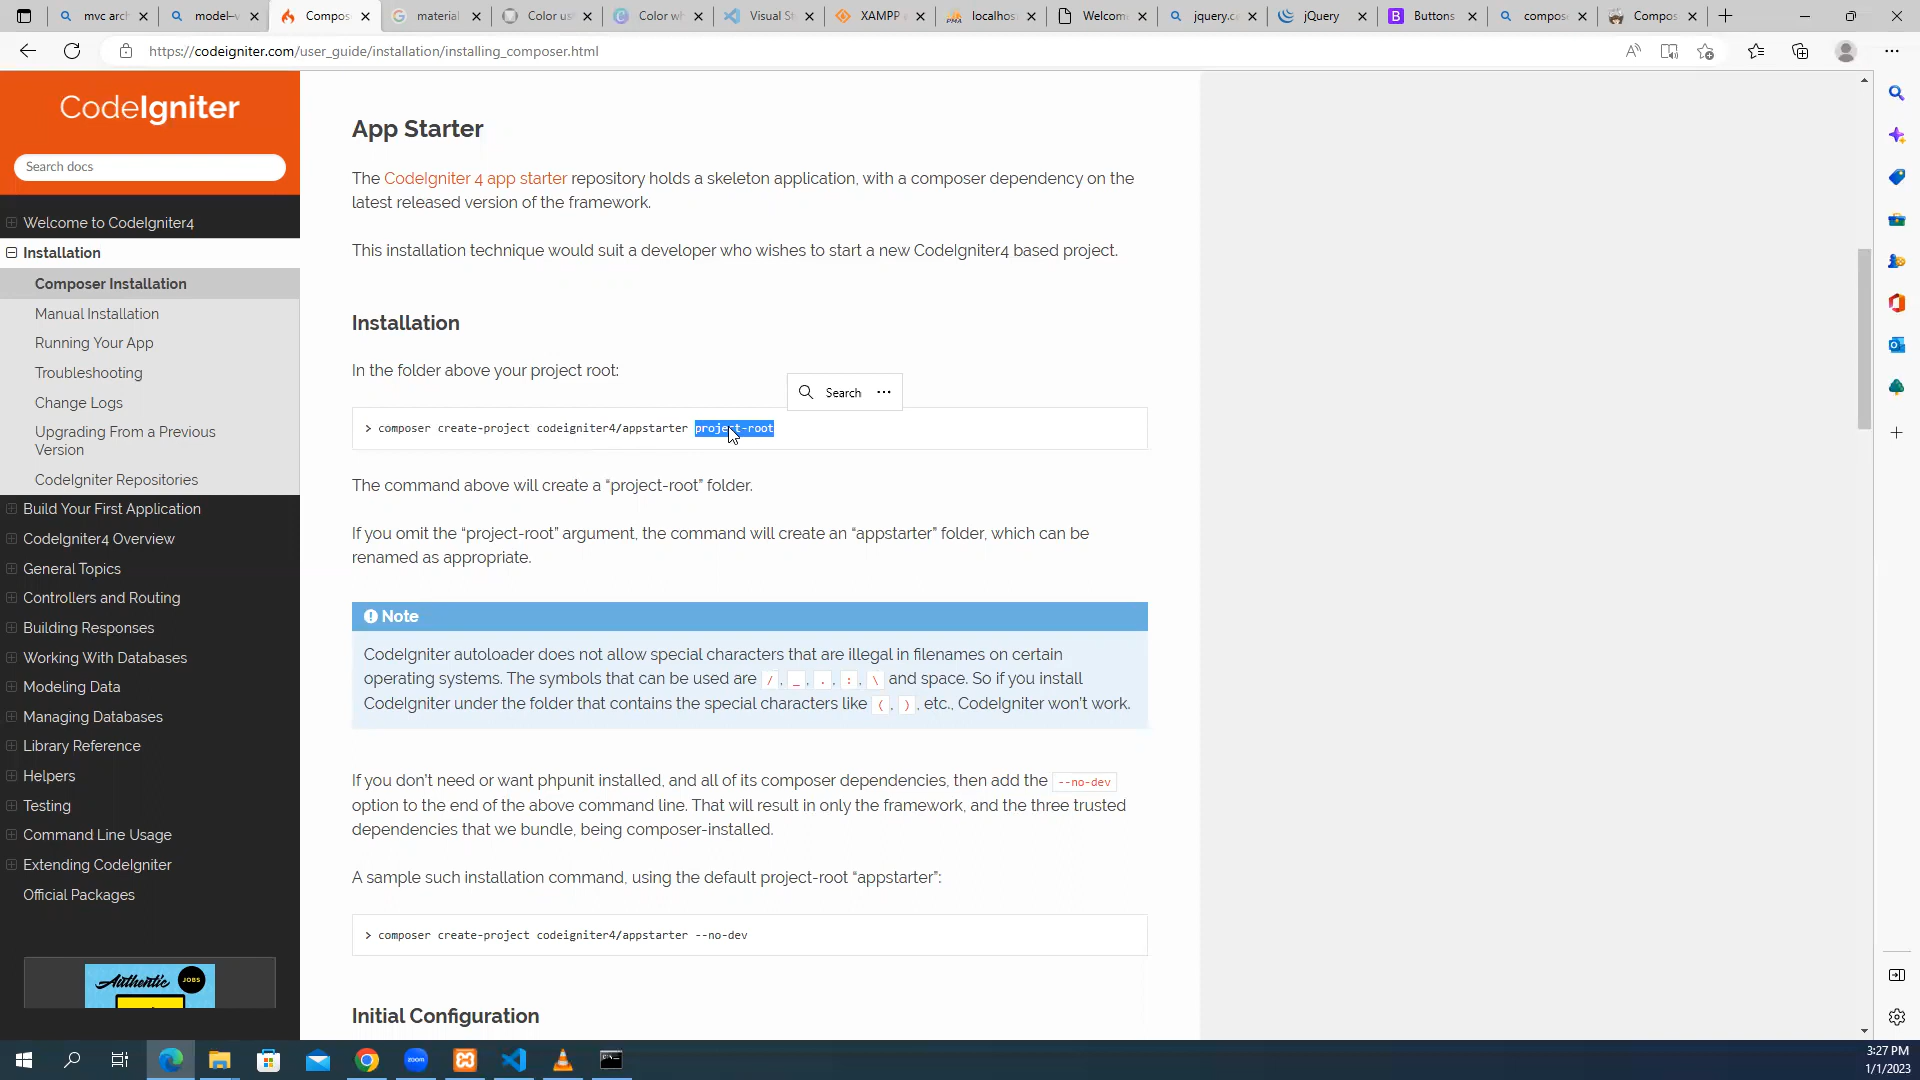 mvc arc
model–v
Compos
material
Color us
Color wh
Visual St
XAMPP
localhos
Welcom
jquery.c
jQuery
Buttons
compos
Compos
https://codeigniter.com/user_guide/installation/installing_composer.html
CodeIgniter
Search docs
Welcome to CodeIgniter4
Installation
Composer Installation
Manual Installation
Running Your App
Troubleshooting
Change Logs
Upgrading From a Previous
Version
CodeIgniter Repositories
Build Your First Application
CodeIgniter4 Overview
General Topics
Controllers and Routing
Building Responses
Working With Databases
Modeling Data
Managing Databases
Library Reference
Helpers
Testing
Command Line Usage
Extending CodeIgniter
Official Packages
Authentic JOBS
App Starter
The CodeIgniter 4 app starter repository holds a skeleton application, with a composer dependency on the
latest released version of the framework.
This installation technique would suit a developer who wishes to start a new CodeIgniter4 based project.
Installation
In the folder above your project root:
Search
> composer create-project codeigniter4/appstarter project-root
The command above will create a “project-root” folder.
If you omit the “project-root” argument, the command will create an “appstarter” folder, which can be
renamed as appropriate.
Note
CodeIgniter autoloader does not allow special characters that are illegal in filenames on certain
operating systems. The symbols that can be used are /, _, ., :, \ and space. So if you install
CodeIgniter under the folder that contains the special characters like (, ), etc., CodeIgniter won’t work.
If you don’t need or want phpunit installed, and all of its composer dependencies, then add the --no-dev
option to the end of the above command line. That will result in only the framework, and the three trusted
dependencies that we bundle, being composer-installed.
A sample such installation command, using the default project-root “appstarter”:
> composer create-project codeigniter4/appstarter --no-dev
Initial Configuration
zoom
3:27 PM
1/1/2023